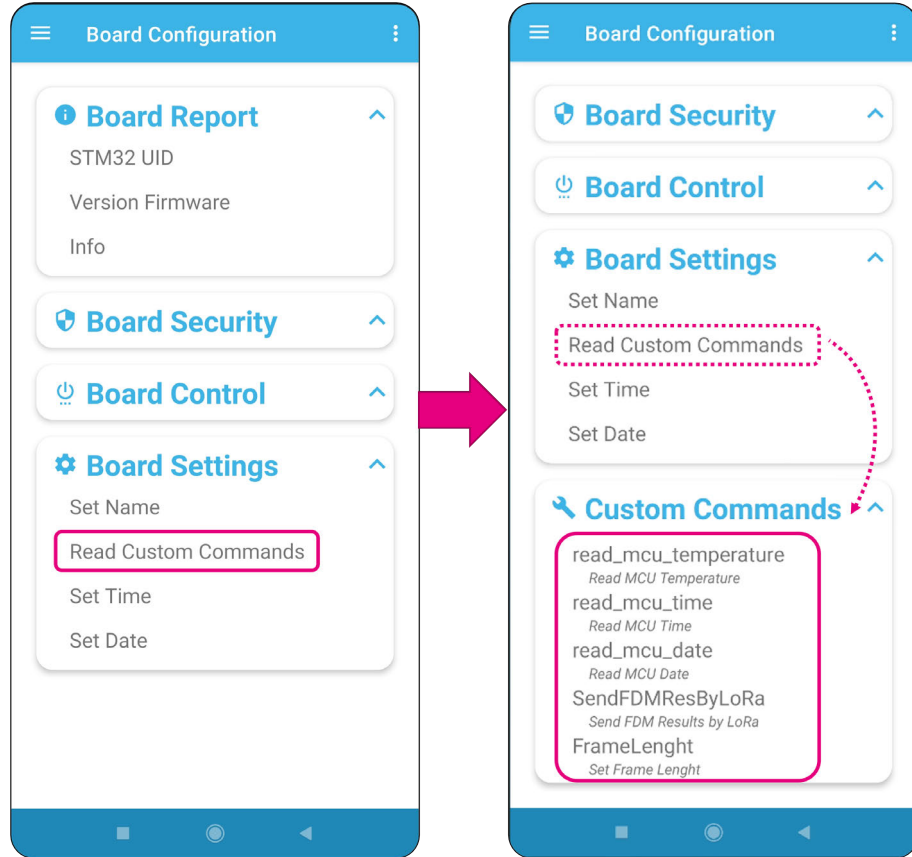 Board Configuration
Board Report
STM32 UID
Version Firmware
Info
Board Security
Board Control
Board Settings
Set Name
Read Custom Commands
Set Time
Set Date
Board Configuration
Board Security
Board Control
Board Settings
Set Name
Read Custom Commands
Set Time
Set Date
Custom Commands
read_mcu_temperature
Read MCU Temperature
read_mcu_time
Read MCU Time
read_mcu_date
Read MCU Date
SendFDMResByLoRa
Send FDM Results by LoRa
FrameLenght
Set Frame Lenght